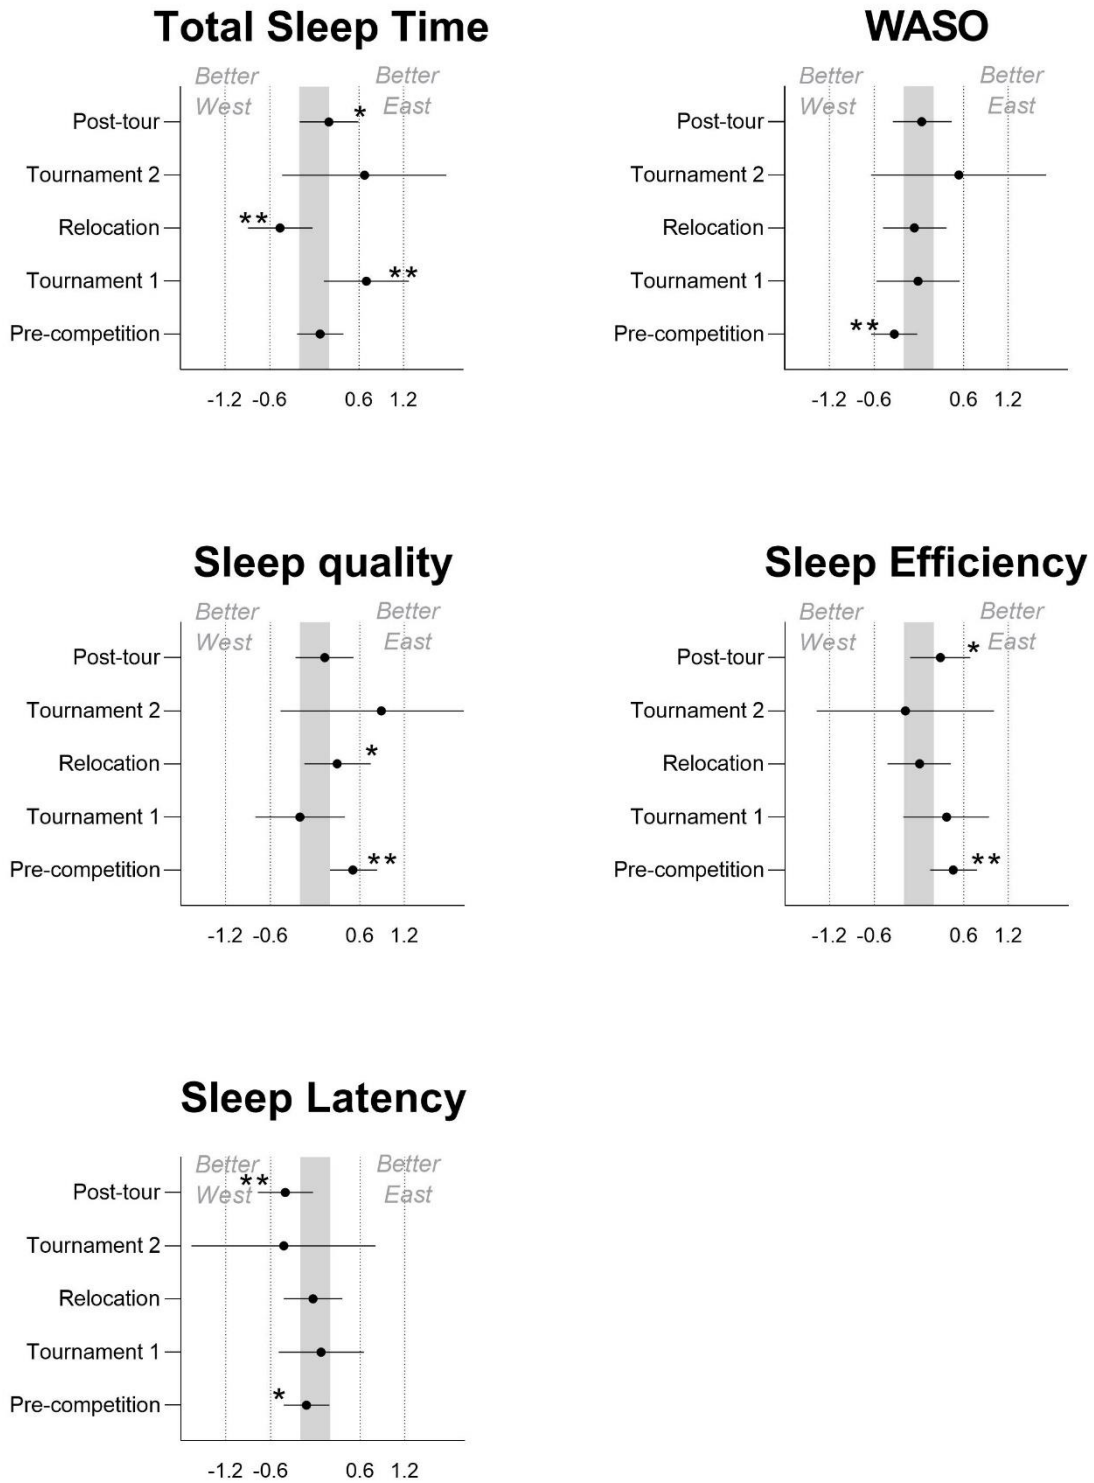 Total Sleep Time
Better Better
West East
Post-tour *
Tournament 2
Relocation **
Tournament 1 **
Pre-competition
-1.2 -0.6 0.6 1.2
WASO
Better Better
West East
Post-tour
Tournament 2
Relocation
Tournament 1
Pre-competition **
-1.2 -0.6 0.6 1.2
Sleep quality
Better Better
West East
Post-tour
Tournament 2
Relocation *
Tournament 1
Pre-competition **
-1.2 -0.6 0.6 1.2
Sleep Efficiency
Better Better
West East
Post-tour *
Tournament 2
Relocation
Tournament 1
Pre-competition **
-1.2 -0.6 0.6 1.2
Sleep Latency
Better Better
West East
Post-tour **
Tournament 2
Relocation
Tournament 1
Pre-competition *
-1.2 -0.6 0.6 1.2